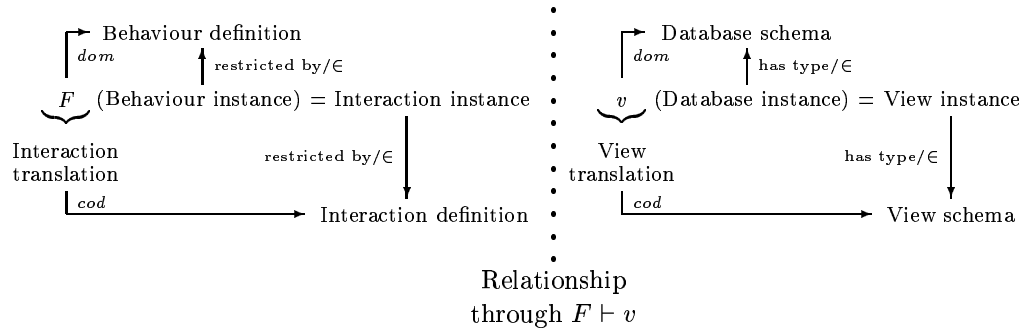 Behaviour definition
dom
restricted by/∈
F (Behaviour instance) = Interaction instance
Interaction
translation
restricted by/∈
cod
Interaction definition
Database schema
dom
has type/∈
v (Database instance) = View instance
View
translation
has type/∈
cod
View schema
Relationship
through F ⊢ v